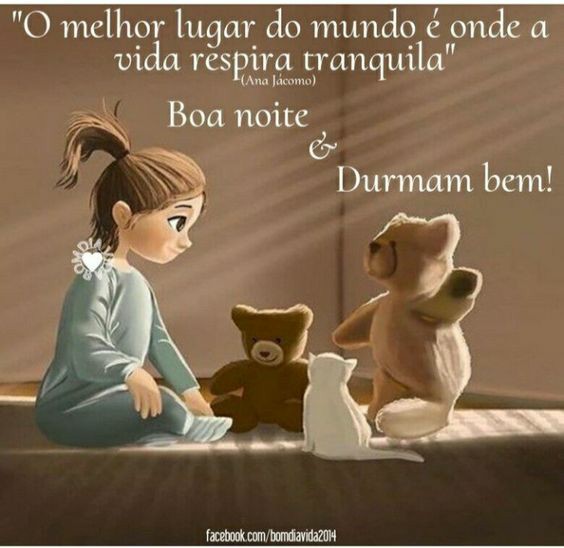 "O melhor lugar do mundo é onde a
vida respira tranquila"
(Ana Jácomo)
Boa noite
&
Durmam bem!
facebook.com/bomdiavida2014